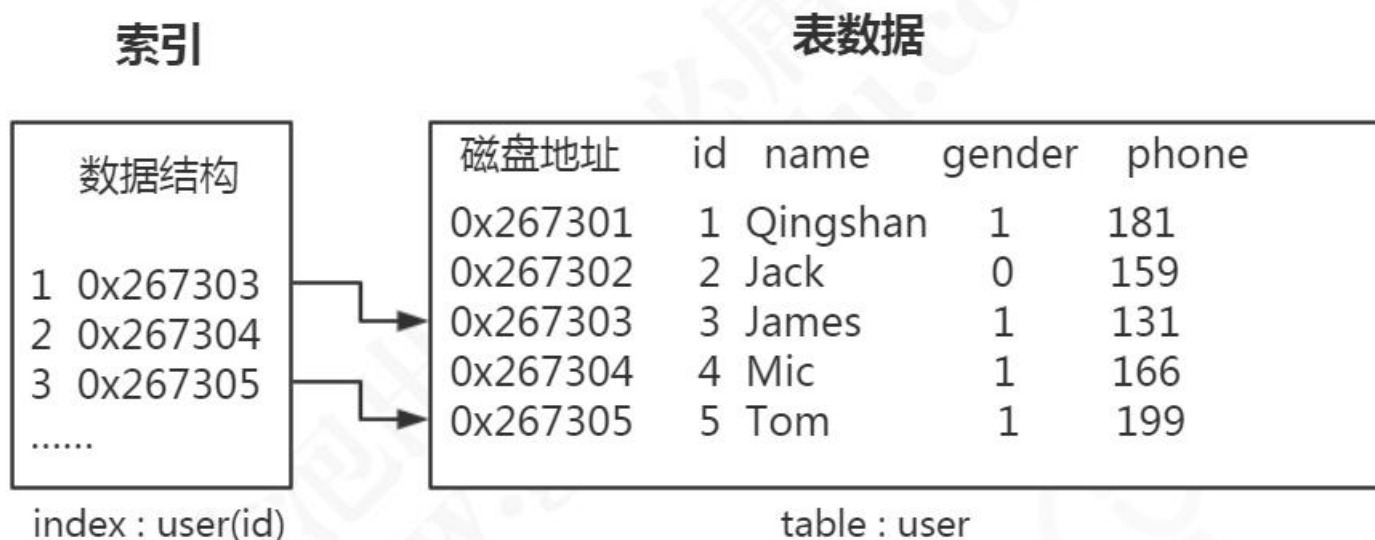 索引
表数据
数据结构
1 0x267303
2 0x267304
3 0x267305
......
磁盘地址 id name gender phone
0x267301 1 Qingshan 1 181
0x267302 2 Jack 0 159
0x267303 3 James 1 131
0x267304 4 Mic 1 166
0x267305 5 Tom 1 199
index : user(id)
table : user